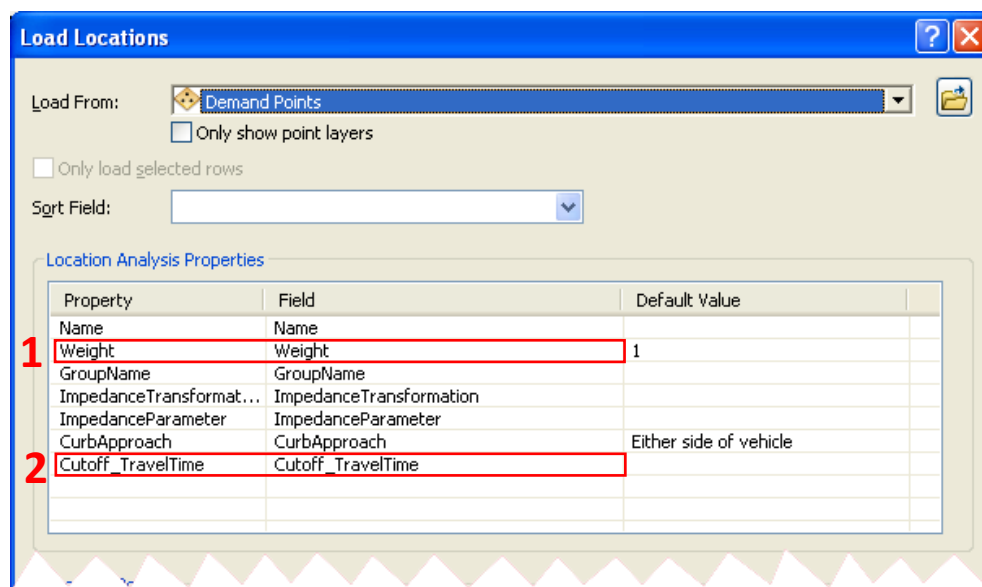 Load Locations
Load From: Demand Points
Only show point layers
Only load selected rows
Sort Field:
Location Analysis Properties
Property Field Default Value
Name Name
1 Weight Weight 1
GroupName GroupName
ImpedanceTransformat... ImpedanceTransformation
ImpedanceParameter ImpedanceParameter
CurbApproach CurbApproach Either side of vehicle
2 Cutoff_TravelTime Cutoff_TravelTime